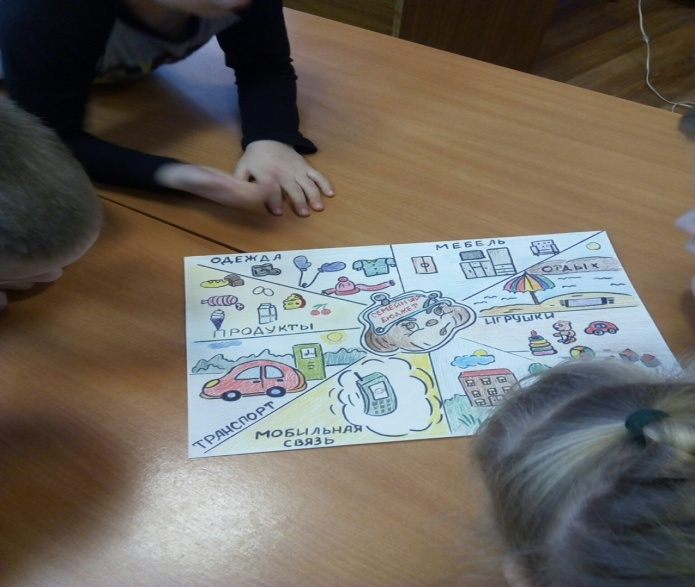 ОДЕЖДА
МЕБЕЛЬ
ОТДЫХ
СЕМЕЙНЫЙ
БЮДЖЕТ
ИГРУШКИ
ПРОДУКТЫ
ТРАНСПОРТ
МОБИЛЬНАЯ
СВЯЗЬ